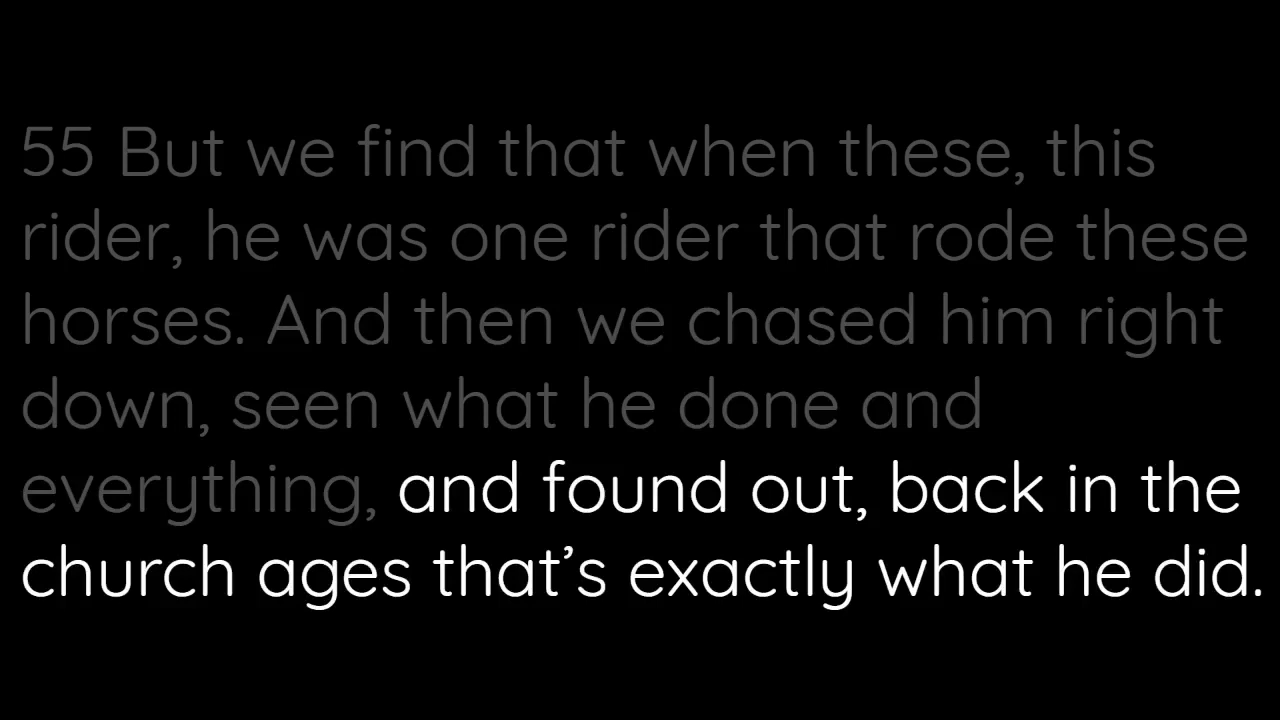 55 But we find that when these, this
rider, he was one rider that rode these
horses. And then we chased him right
down, seen what he done and
everything, and found out, back in the
church ages that’s exactly what he did.